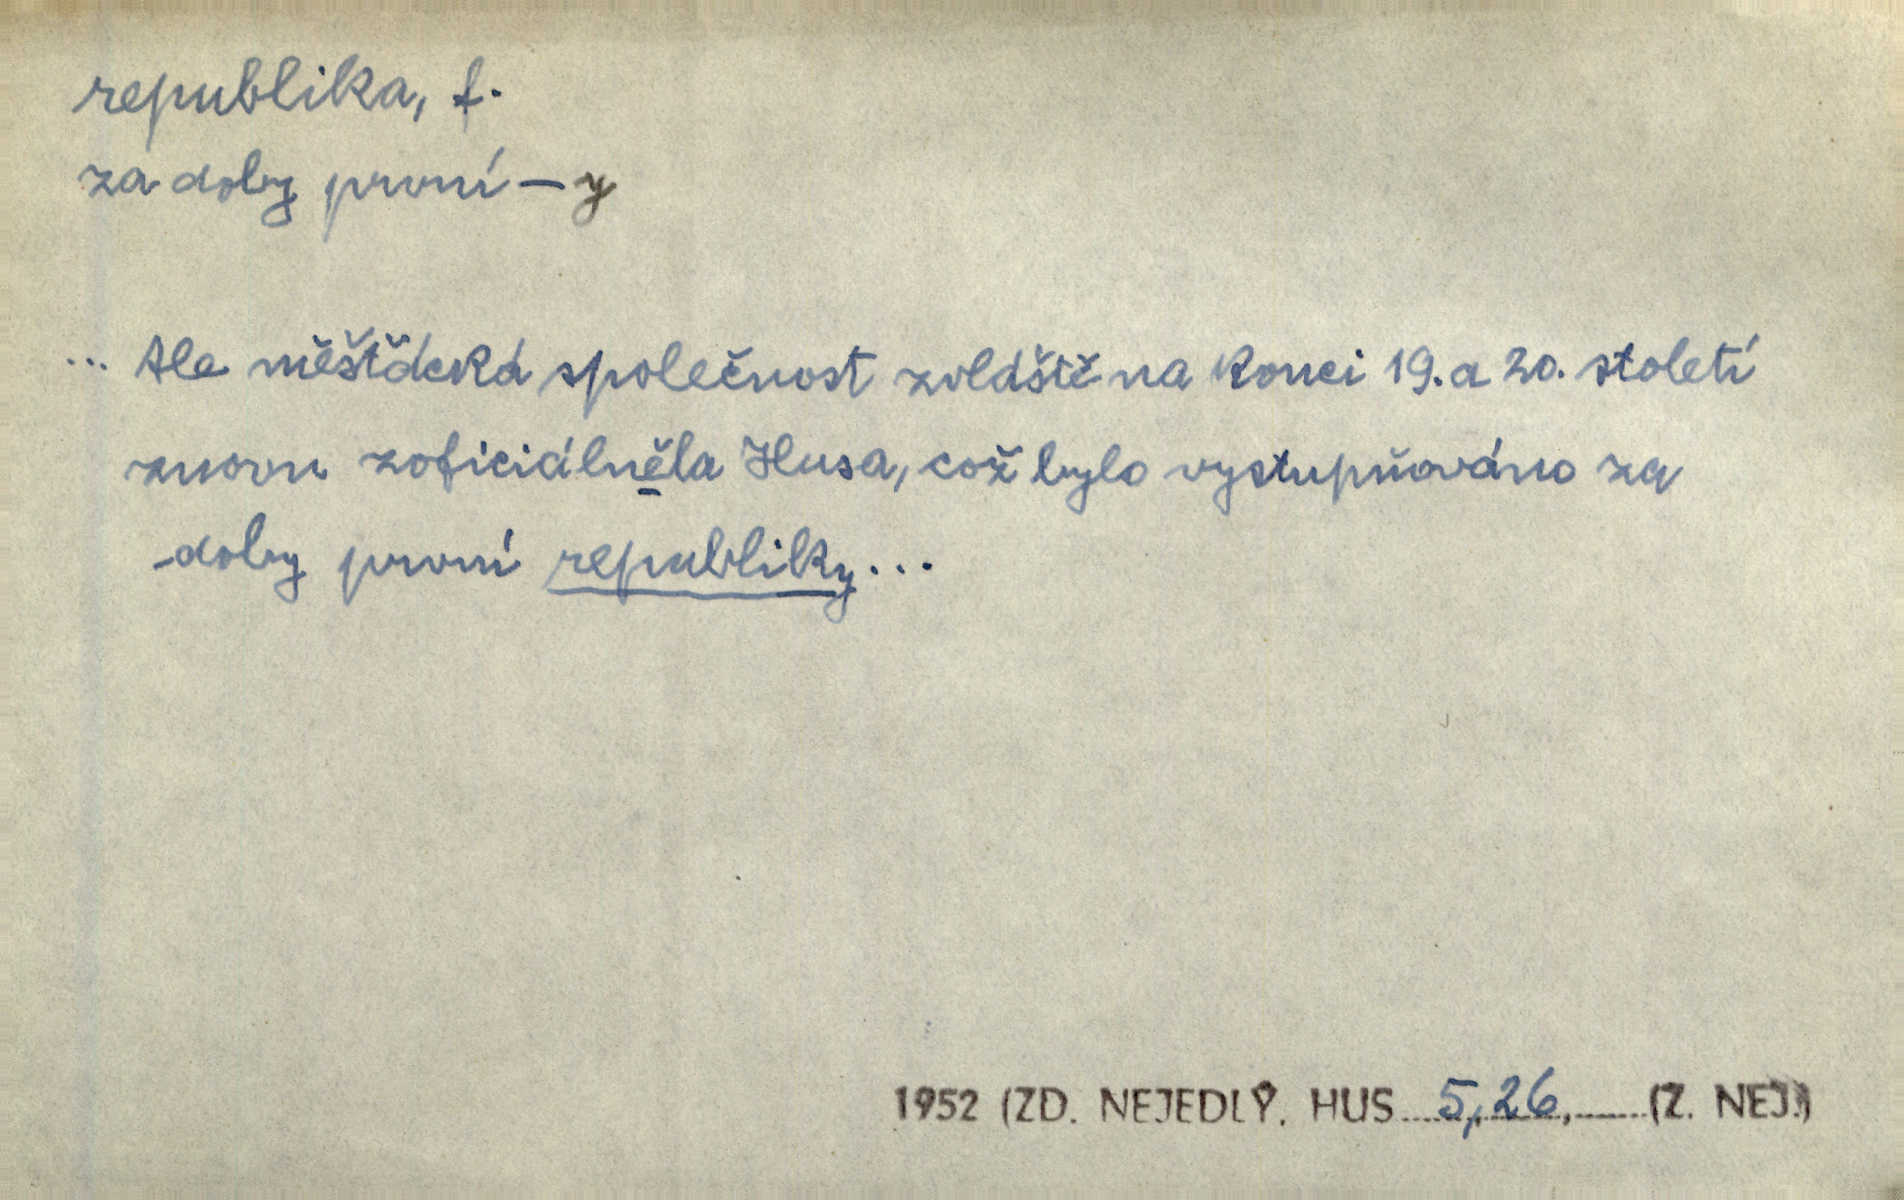 republika, f.
za doby první – y
... Ale měšťácká společnost zvláště na konci 19. a 20. století
znovu zoficiálněla Husa, což bylo vystupňováno za
doby první republiky...
1952 (ZD. NEJEDLÝ, HUS 5, 26, (Z. NEJ.)